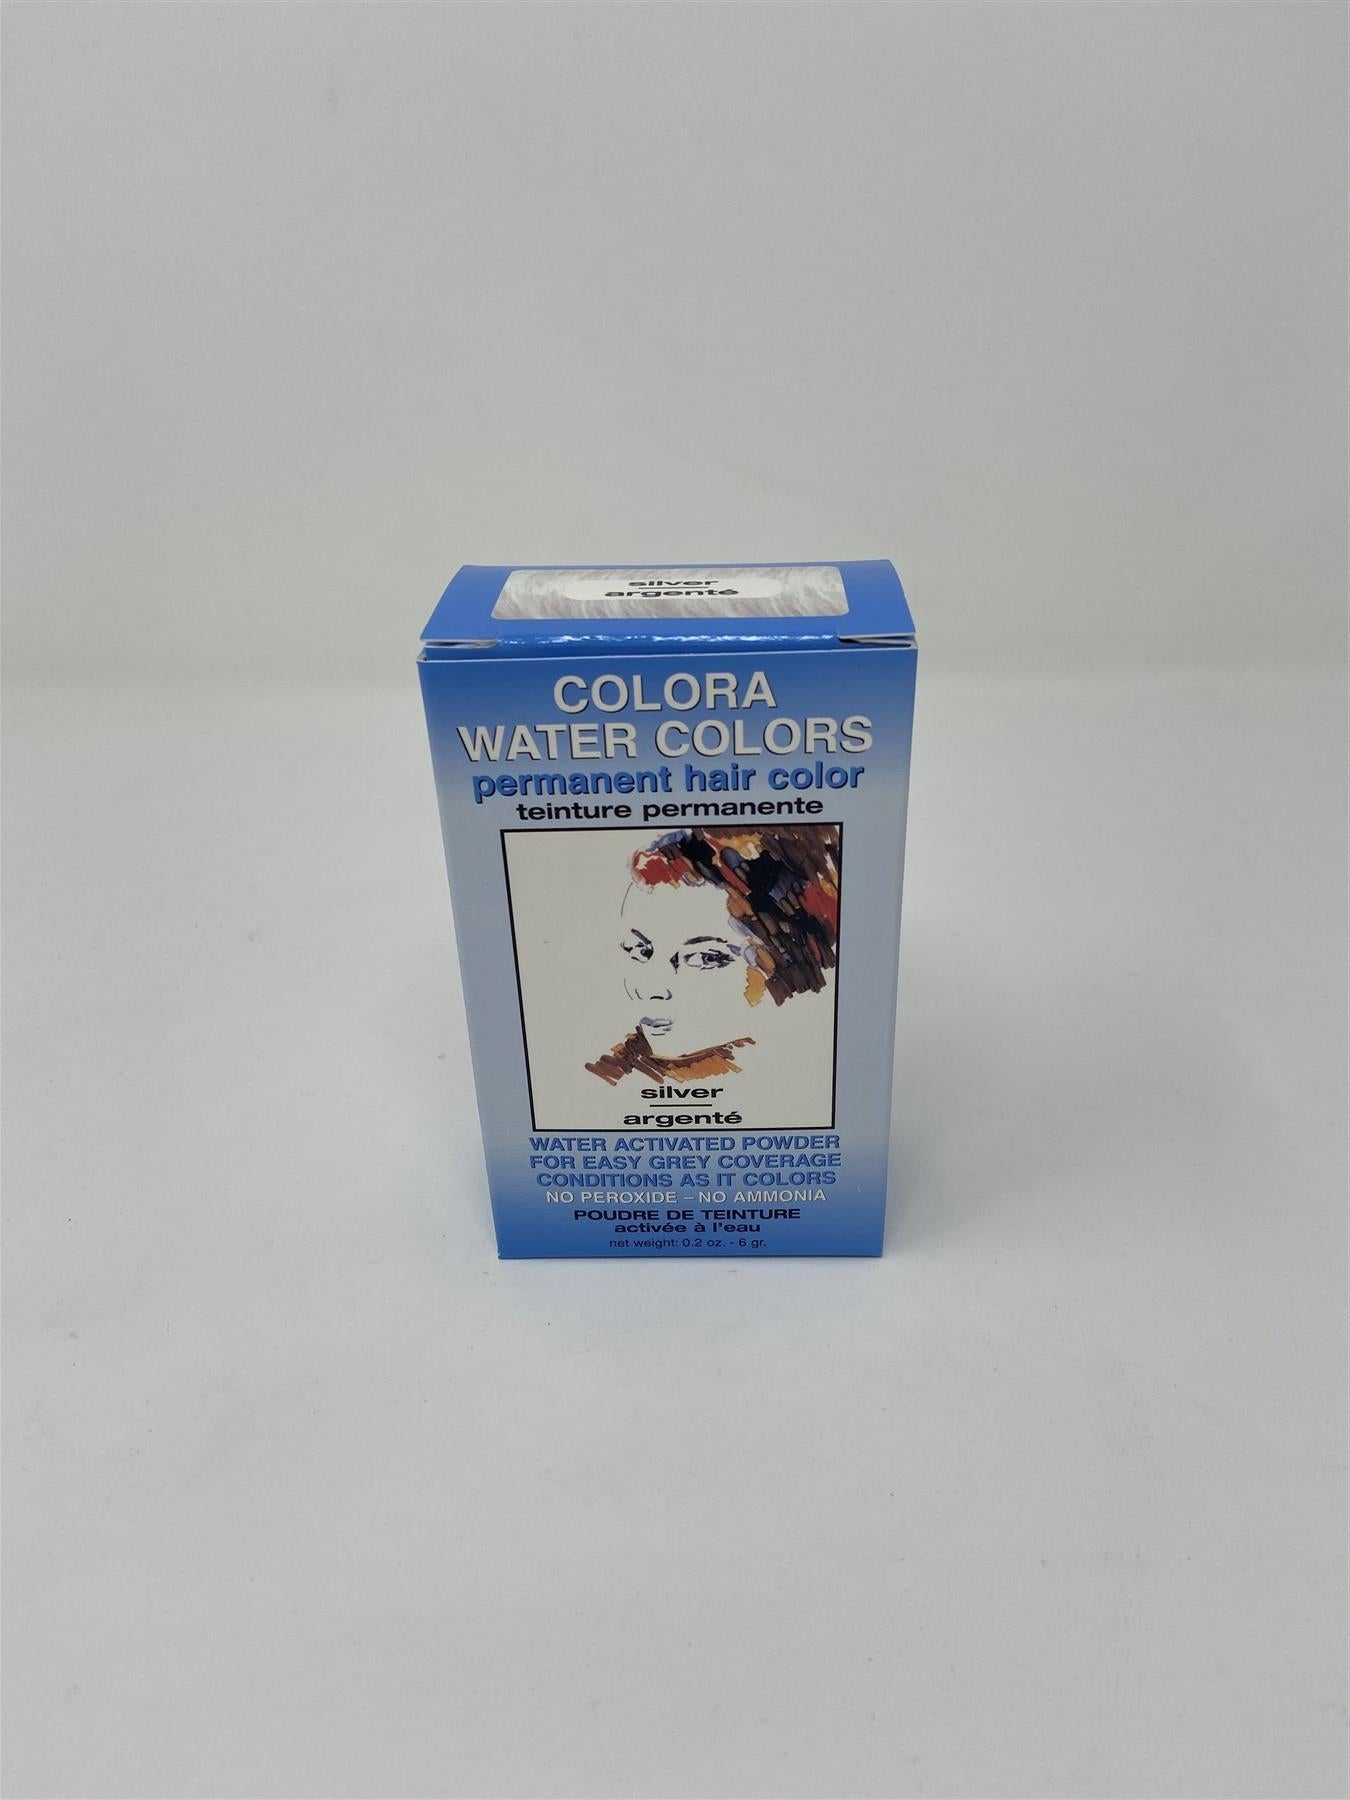 silver
argenté
COLORA
WATER COLORS
permanent hair color
teinture permanente
silver
argenté
WATER ACTIVATED POWDER
FOR EASY GREY COVERAGE
CONDITIONS AS IT COLORS
NO PEROXIDE – NO AMMONIA
POUDRE DE TEINTURE
activée à l'eau
net weight: 0.2 oz. - 6 gr.